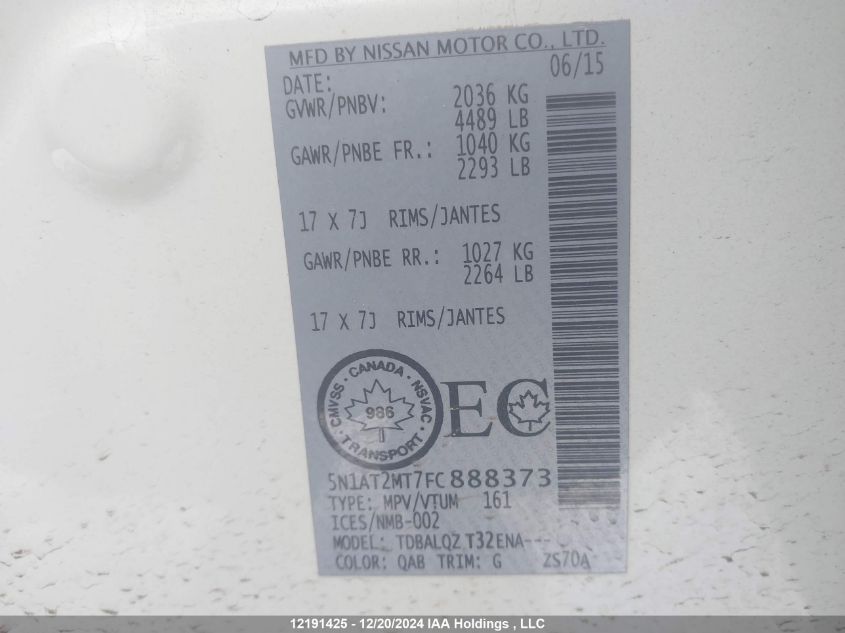 MFD BY NISSAN MOTOR CO., LTD.
DATE: 06/15
GVWR/PNBV: 2036 KG
4489 LB
GAWR/PNBE FR.: 1040 KG
2293 LB
17 X 7J RIMS/JANTES
GAWR/PNBE RR.: 1027 KG
2264 LB
17 X 7J RIMS/JANTES
CMVSS · CANADA · NSVAC
986
· TRANSPORT ·
EC
5N1AT2MT7FC888373
TYPE: MPV/VTUM 161
ICES/NMB-002
MODEL: TDBALQZ T32ENA---
COLOR: QAB TRIM: G ZS70A
12191425 - 12/20/2024 IAA Holdings , LLC